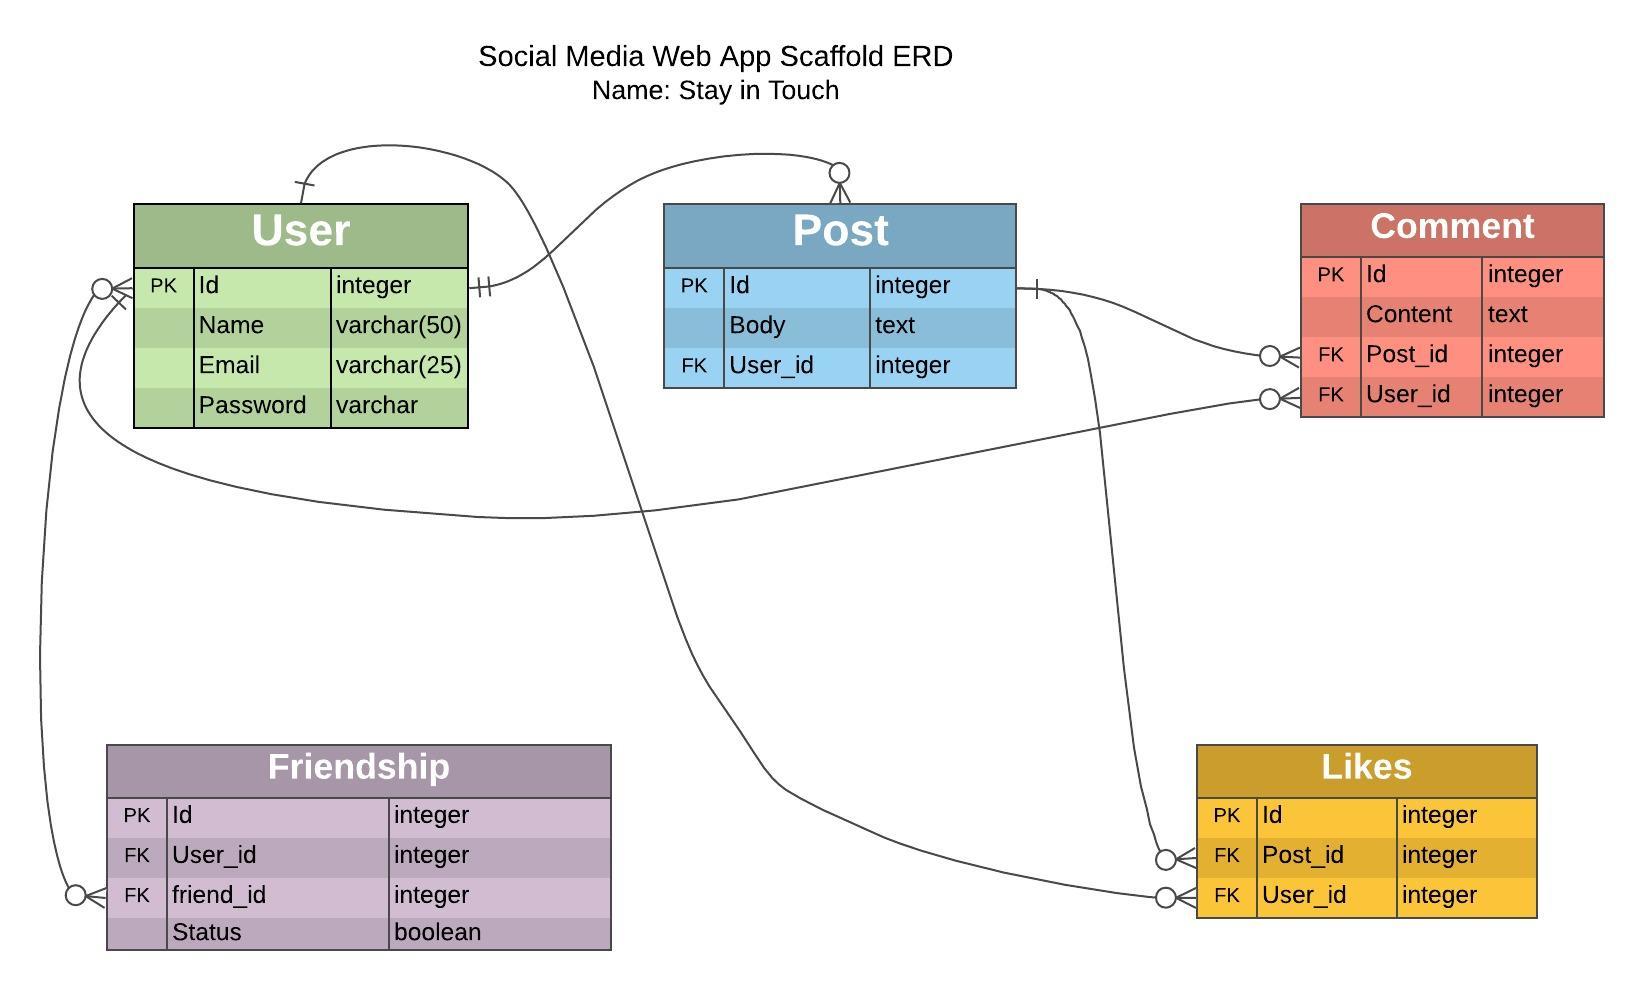 Social Media Web App Scaffold ERD
Name: Stay in Touch
User
PK Id integer
Name varchar(50)
Email varchar(25)
Password varchar
Post
PK Id integer
Body text
FK User_id integer
Comment
PK Id integer
Content text
FK Post_id integer
FK User_id integer
Friendship
PK Id integer
FK User_id integer
FK friend_id integer
Status boolean
Likes
PK Id integer
FK Post_id integer
FK User_id integer